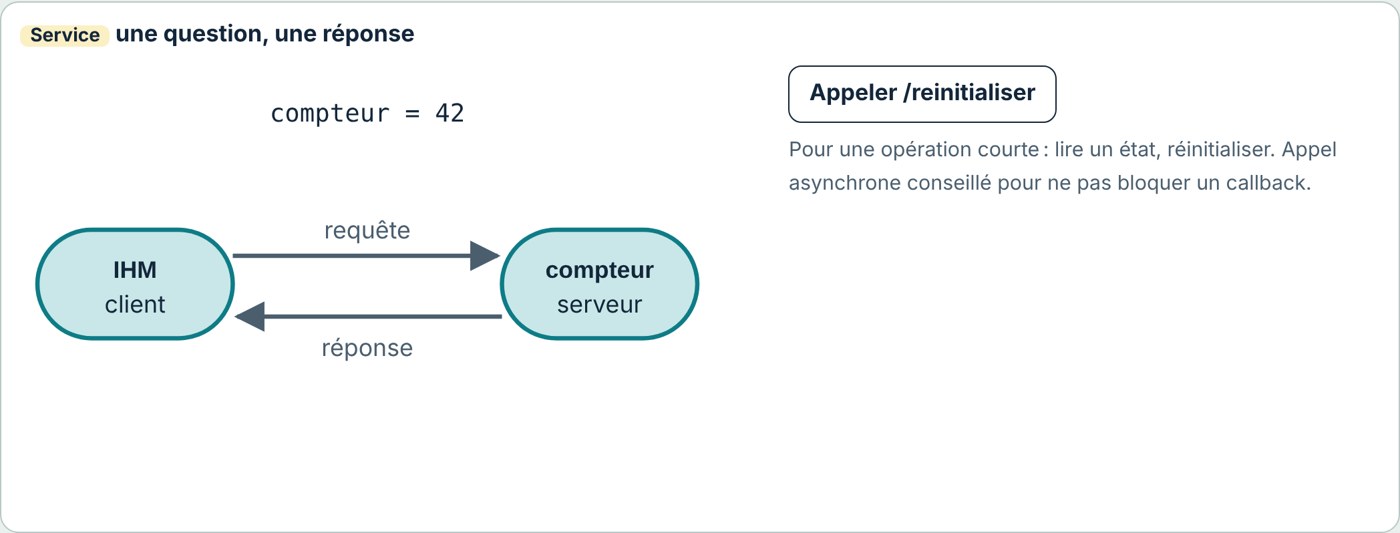 Service une question, une réponse
compteur = 42
Appeler /reinitialiser
Pour une opération courte : lire un état, réinitialiser. Appel
asynchrone conseillé pour ne pas bloquer un callback.
requête
IHM
client
compteur
serveur
réponse